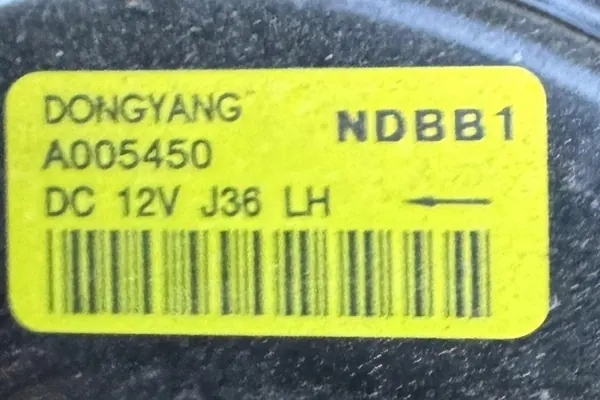 DONGYANG
NDBB1
A005450
DC 12V J36 LH ←